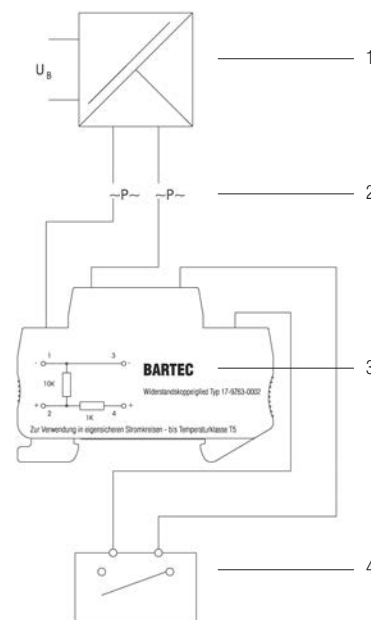 1
U B
~P~ ~P~
2
1 3
- -
BARTEC
3
10K
Widerstandskoppelglied Typ 17-9Z63-0002
+ +
2 1K 4
Zur Verwendung in eigensicheren Stromkreisen - bis Temperaturklasse T5
4